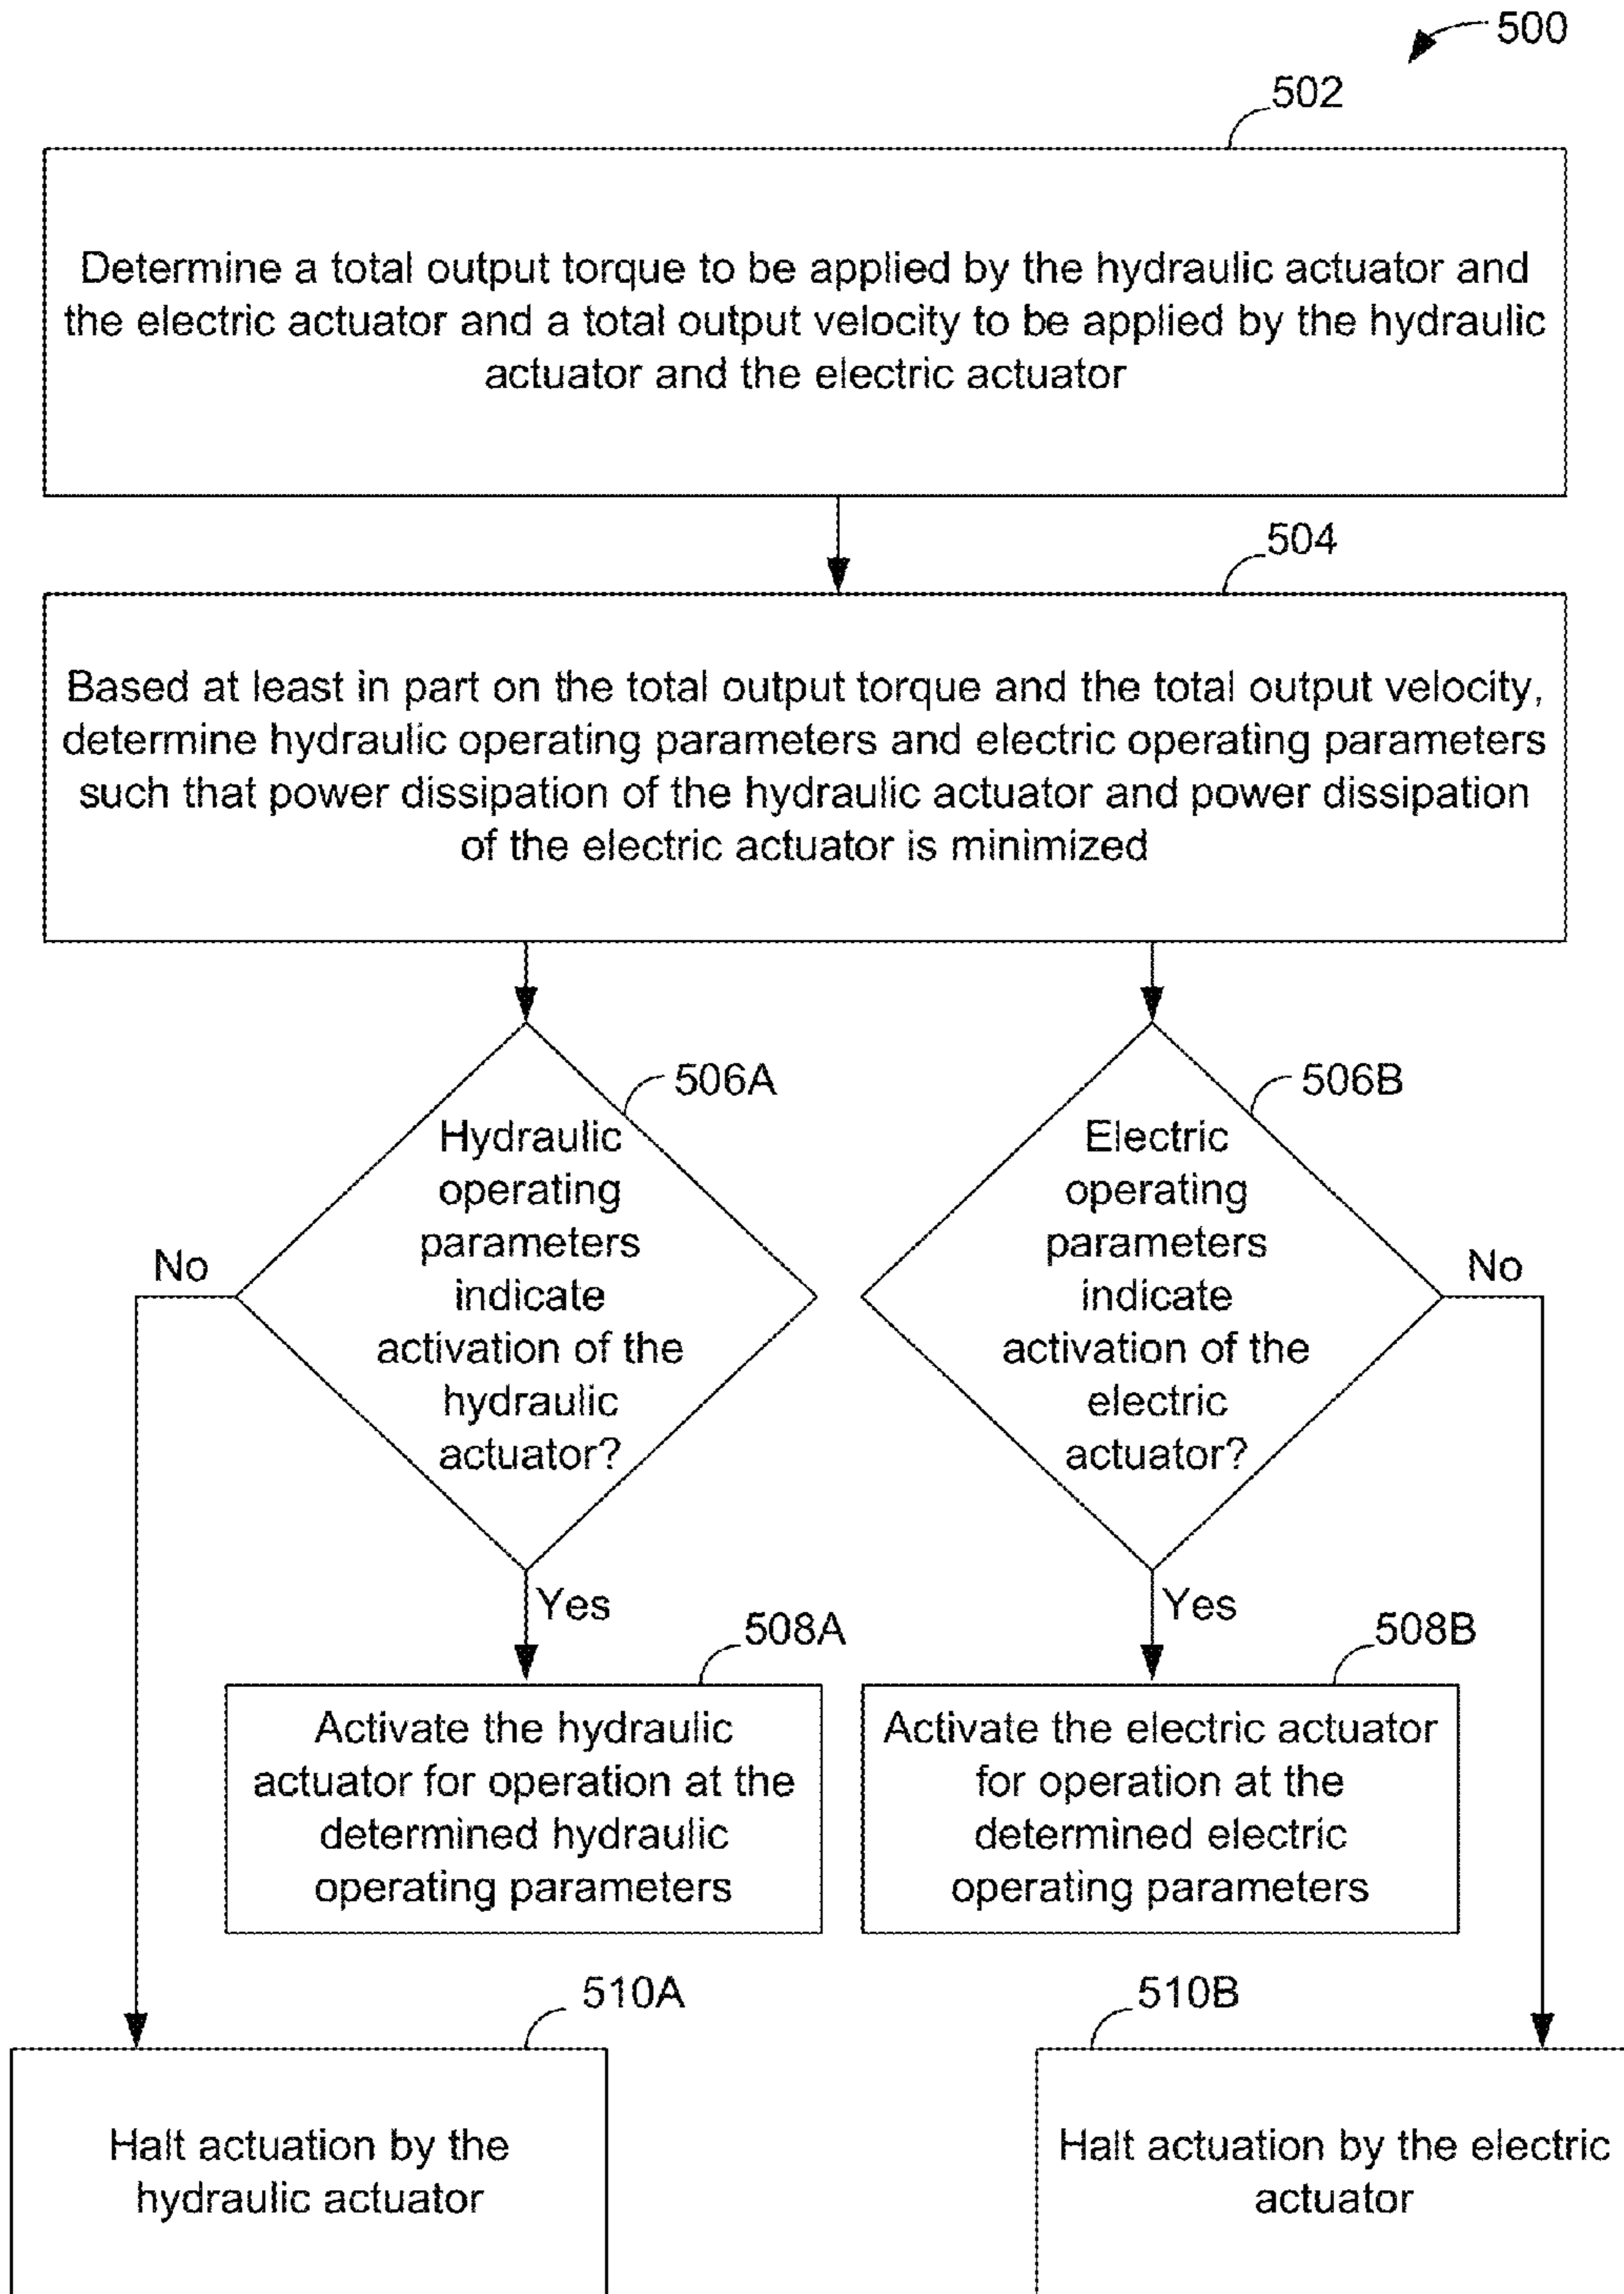 500
502
Determine a total output torque to be applied by the hydraulic actuator and
the electric actuator and a total output velocity to be applied by the hydraulic
actuator and the electric actuator
504
Based at least in part on the total output torque and the total output velocity,
determine hydraulic operating parameters and electric operating parameters
such that power dissipation of the hydraulic actuator and power dissipation
of the electric actuator is minimized
506A
Hydraulic
operating
parameters
indicate
activation of the
hydraulic
actuator?
No
Yes
506B
Electric
operating
parameters
indicate
activation of the
electric
actuator?
No
Yes
508A
Activate the hydraulic
actuator for operation at the
determined hydraulic
operating parameters
508B
Activate the electric actuator
for operation at the
determined electric
operating parameters
510A
Halt actuation by the
hydraulic actuator
510B
Halt actuation by the electric
actuator